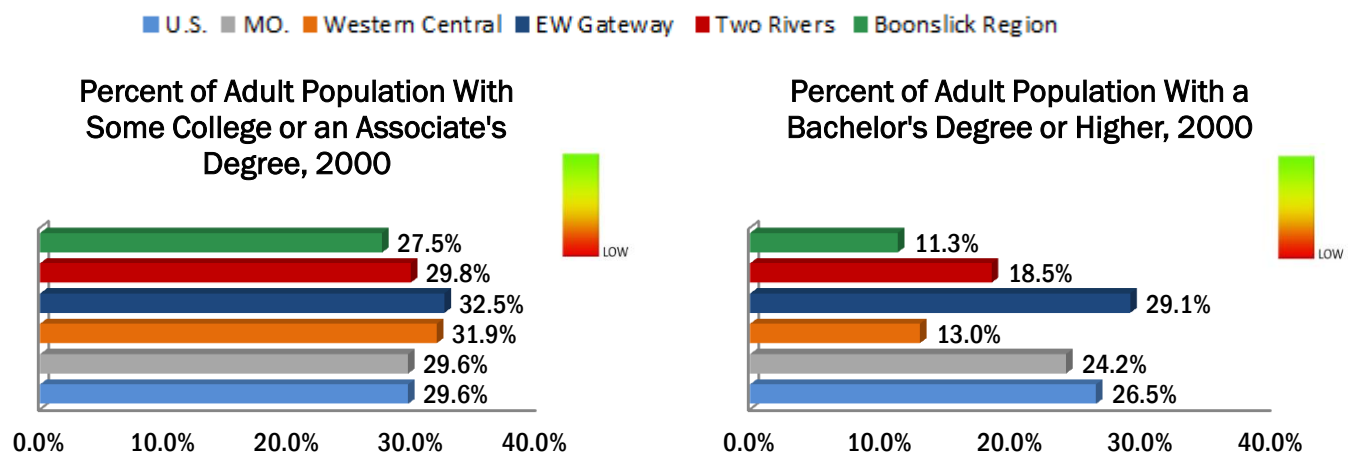 U.S. MO. Western Central EW Gateway Two Rivers Boonslick Region
Percent of Adult Population With
Some College or an Associate's
Degree, 2000
LOW
27.5%
29.8%
32.5%
31.9%
29.6%
29.6%
0.0% 10.0% 20.0% 30.0% 40.0%
Percent of Adult Population With a
Bachelor's Degree or Higher, 2000
LOW
11.3%
18.5%
29.1%
13.0%
24.2%
26.5%
0.0% 10.0% 20.0% 30.0% 40.0%